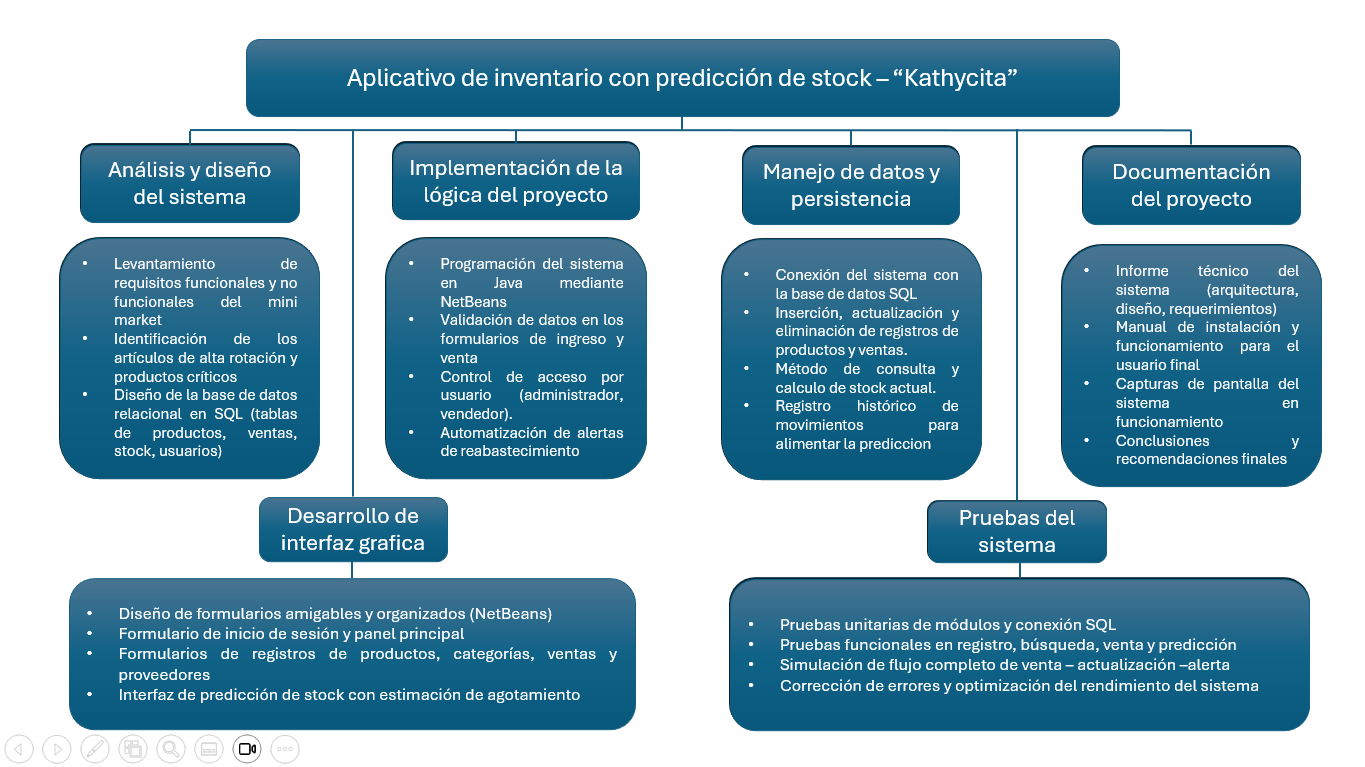 Aplicativo de inventario con predicción de stock – “Kathycita”
Análisis y diseño
del sistema
Implementación de la
lógica del proyecto
Manejo de datos y
persistencia
Documentación
del proyecto
• Levantamiento de
requisitos funcionales y no
funcionales del mini
market
• Identificación de los
artículos de alta rotación y
productos críticos
• Diseño de la base de datos
relacional en SQL (tablas
de productos, ventas,
stock, usuarios)
• Programación del sistema
en Java mediante
NetBeans
• Validación de datos en los
formularios de ingreso y
venta
• Control de acceso por
usuario (administrador,
vendedor).
• Automatización de alertas
de reabastecimiento
• Conexión del sistema con
la base de datos SQL
• Inserción, actualización y
eliminación de registros de
productos y ventas.
• Método de consulta y
calculo de stock actual.
• Registro histórico de
movimientos para
alimentar la prediccion
• Informe técnico del
sistema (arquitectura,
diseño, requerimientos)
• Manual de instalación y
funcionamiento para el
usuario final
• Capturas de pantalla del
sistema en
funcionamiento
• Conclusiones y
recomendaciones finales
Desarrollo de
interfaz grafica
Pruebas del
sistema
• Diseño de formularios amigables y organizados (NetBeans)
• Formulario de inicio de sesión y panel principal
• Formularios de registros de productos, categorías, ventas y
proveedores
• Interfaz de predicción de stock con estimación de agotamiento
• Pruebas unitarias de módulos y conexión SQL
• Pruebas funcionales en registro, búsqueda, venta y predicción
• Simulación de flujo completo de venta – actualización –alerta
• Corrección de errores y optimización del rendimiento del sistema